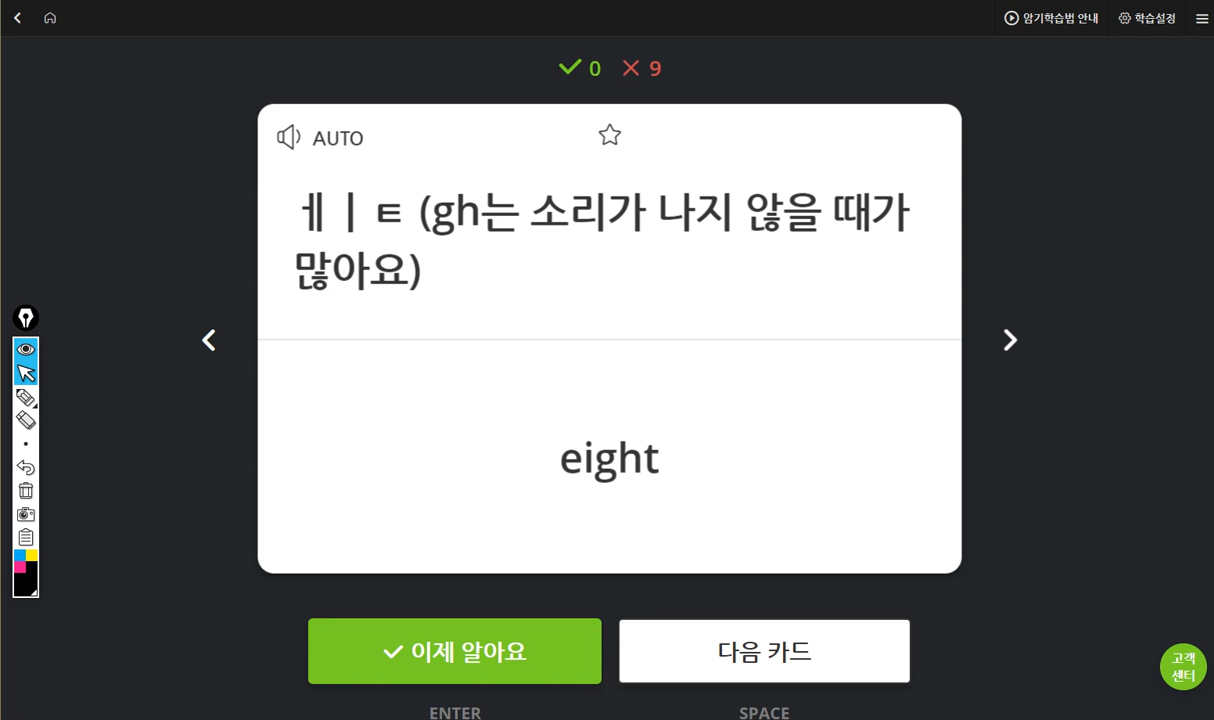 암기학습법 안내 학습설정
0 9
AUTO
ㅔㅣㅌ (gh는 소리가 나지 않을 때가
많아요)
eight
이제 알아요 다음 카드
고객
센터
ENTER SPACE